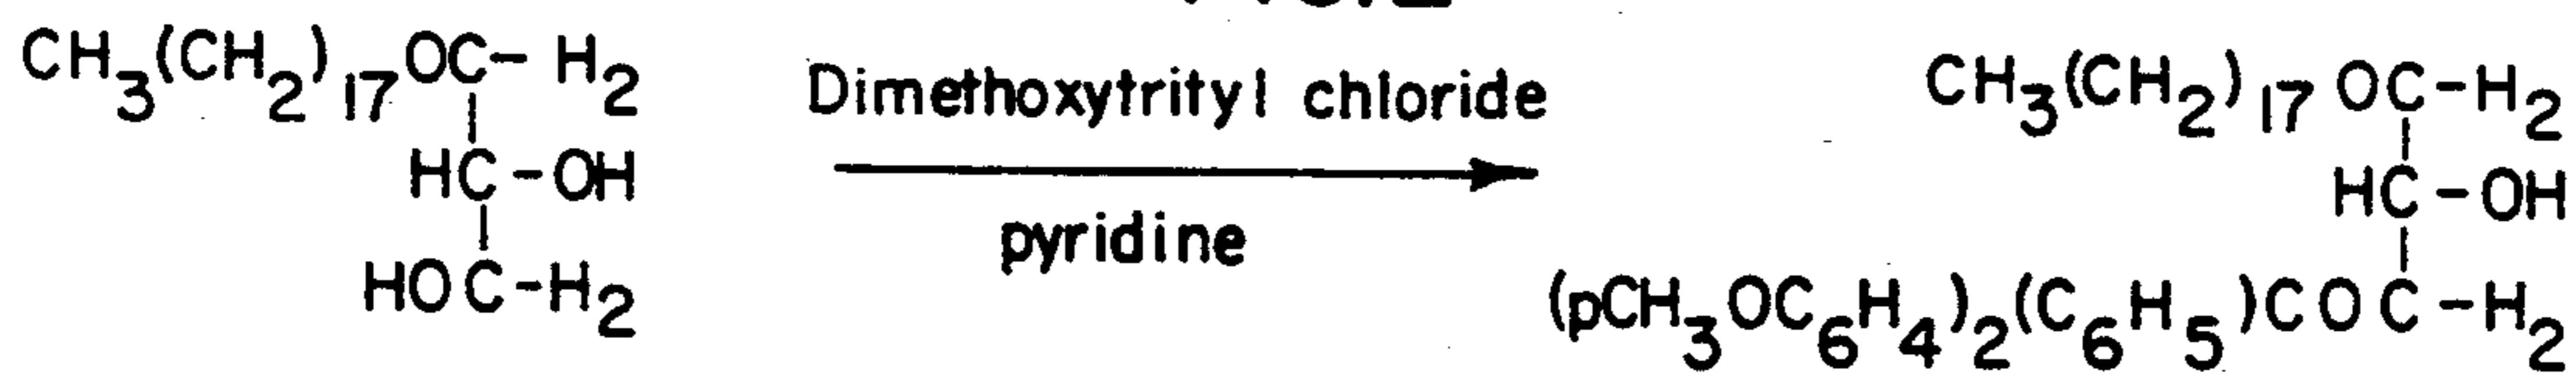 CH3(CH2)17OC-H2
HC-OH
HOC-H2
Dimethoxytrityl chloride
pyridine
CH3(CH2)17OC-H2
HC-OH
(pCH3OC6H4)2(C6H5)COC-H2